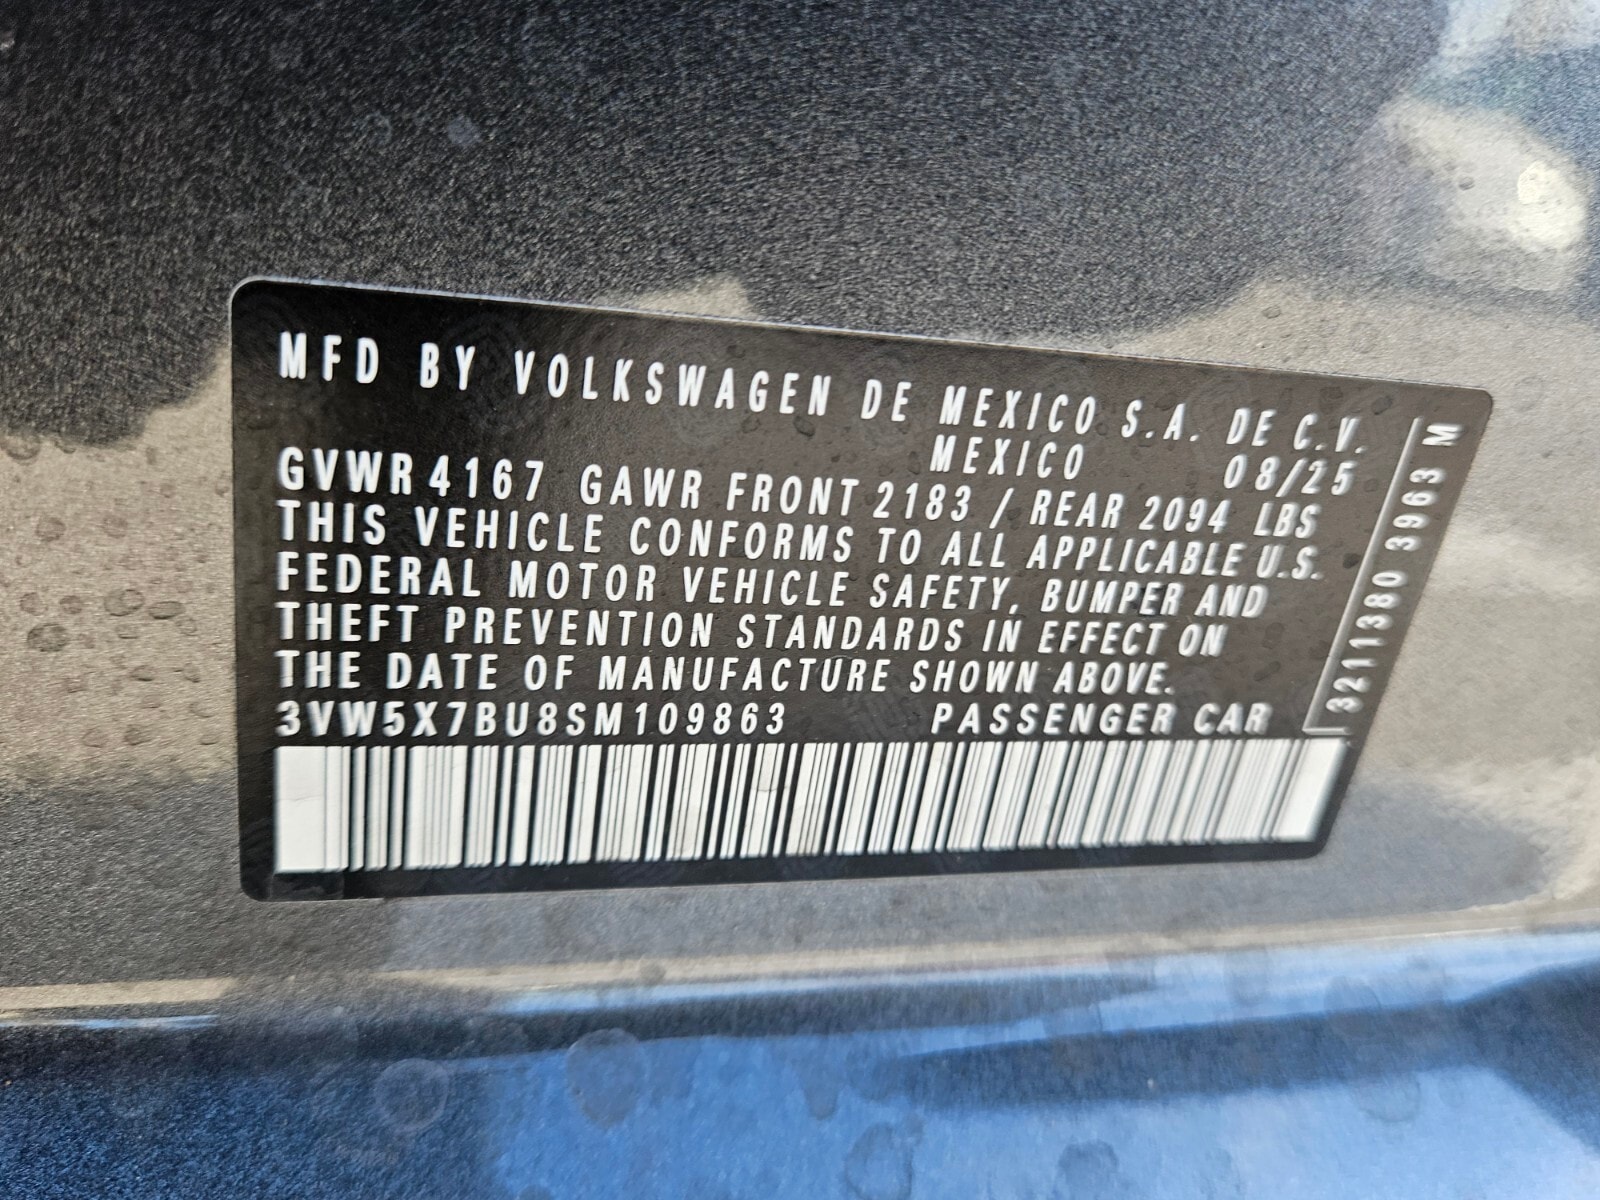 MFD BY VOLKSWAGEN DE MEXICO S.A. DE C.V.
MEXICO 08/25
GVWR 4167 GAWR FRONT 2183 / REAR 2094 LBS
THIS VEHICLE CONFORMS TO ALL APPLICABLE U.S.
FEDERAL MOTOR VEHICLE SAFETY, BUMPER AND
THEFT PREVENTION STANDARDS IN EFFECT ON
THE DATE OF MANUFACTURE SHOWN ABOVE.
3VW5X7BU8SM109863 PASSENGER CAR
3211380 3963 M